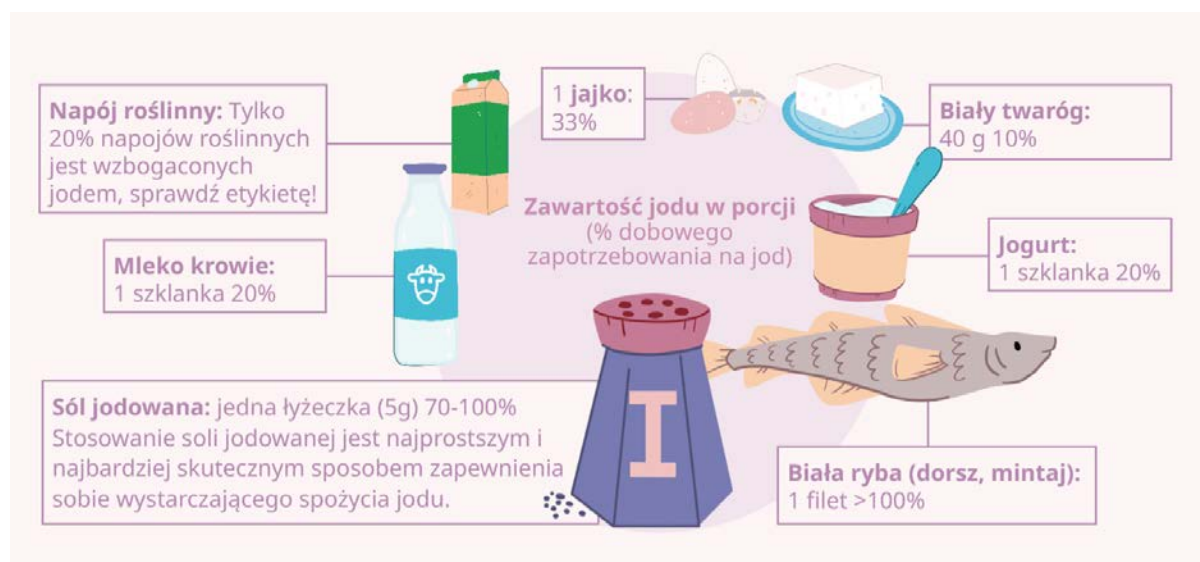 Napój roślinny: Tylko
20% napojów roślinnych
jest wzbogaconych
jodem, sprawdź etykietę!
1 jajko:
33%
Biały twaróg:
40 g 10%
Zawartość jodu w porcji
(% dobowego
zapotrzebowania na jod)
Mleko krowie:
1 szklanka 20%
Jogurt:
1 szklanka 20%
Sól jodowana: jedna łyżeczka (5g) 70-100%
Stosowanie soli jodowanej jest najprostszym i
najbardziej skutecznym sposobem zapewnienia
sobie wystarczającego spożycia jodu.
I
Biała ryba (dorsz, mintaj):
1 filet >100%